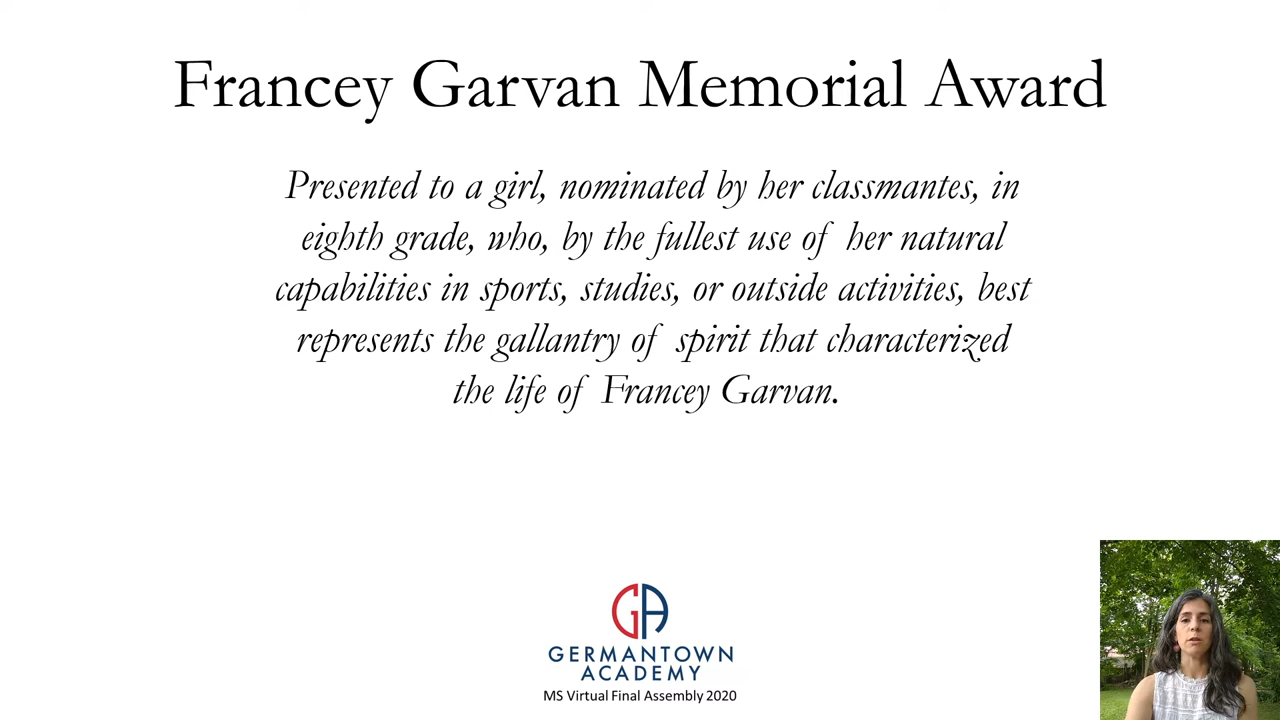 Francey Garvan Memorial Award
Presented to a girl, nominated by her classmantes, in
eighth grade, who, by the fullest use of her natural
capabilities in sports, studies, or outside activities, best
represents the gallantry of spirit that characterized
the life of Francey Garvan.
GA
GERMANTOWN
ACADEMY
MS Virtual Final Assembly 2020